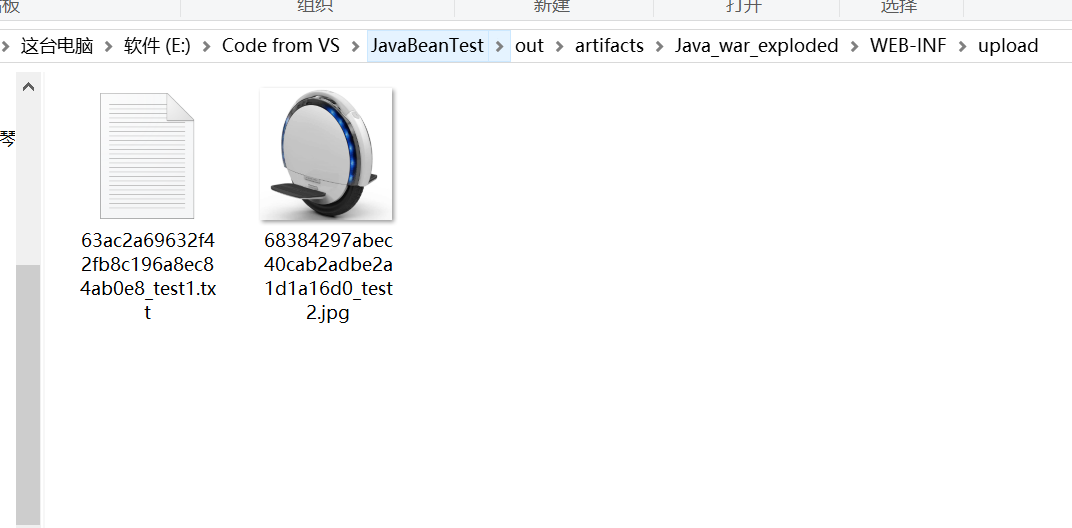 组织 新建 打开 选择
这台电脑 软件 (E:) Code from VS JavaBeanTest out artifacts Java_war_exploded WEB-INF upload
琴
63ac2a69632f4
2fb8c196a8ec8
4ab0e8_test1.tx
t
68384297abec
40cab2adbe2a
1d1a16d0_test
2.jpg